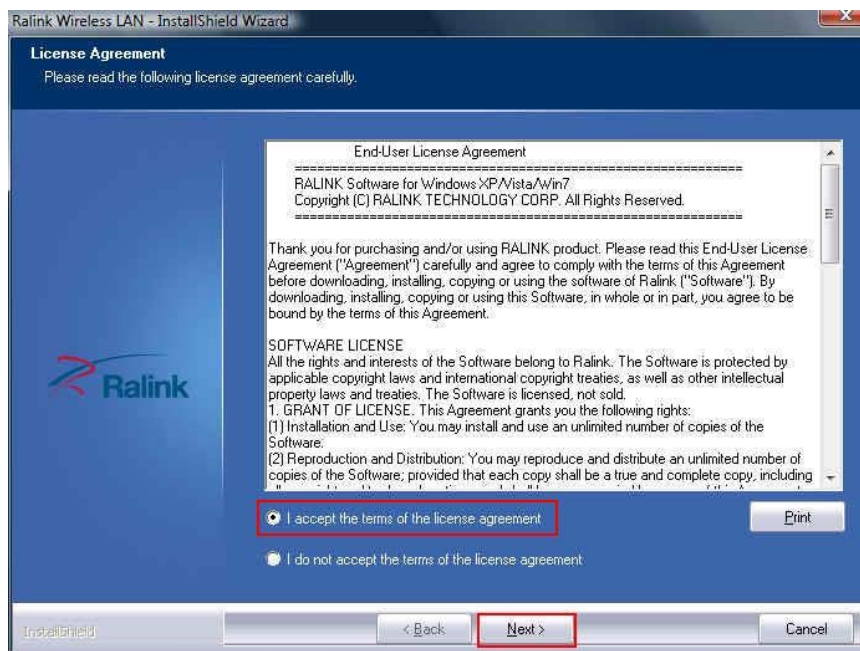 Ralink Wireless LAN - InstallShield Wizard
License Agreement
Please read the following license agreement carefully.
End-User License Agreement
=======================================================
RALINK Software for Windows XP/Vista/Win7
Copyright (C) RALINK TECHNOLOGY CORP. All Rights Reserved.
=======================================================
Thank you for purchasing and/or using RALINK product. Please read this End-User License
Agreement ("Agreement") carefully and agree to comply with the terms of this Agreement
before downloading, installing, copying or using the software of Ralink ("Software"). By
downloading, installing, copying or using this Software, in whole or in part, you agree to be
bound by the terms of this Agreement.
SOFTWARE LICENSE
All the rights and interests of the Software belong to Ralink. The Software is protected by
applicable copyright laws and international copyright treaties, as well as other intellectual
property laws and treaties. The Software is licensed, not sold.
1. GRANT OF LICENSE. This Agreement grants you the following rights:
(1) Installation and Use: You may install and use an unlimited number of copies of the
Software.
(2) Reproduction and Distribution: You may reproduce and distribute an unlimited number of
copies of the Software; provided that each copy shall be a true and complete copy, including
Ralink
I accept the terms of the license agreement
Print
I do not accept the terms of the license agreement
InstallShield
< Back
Next >
Cancel